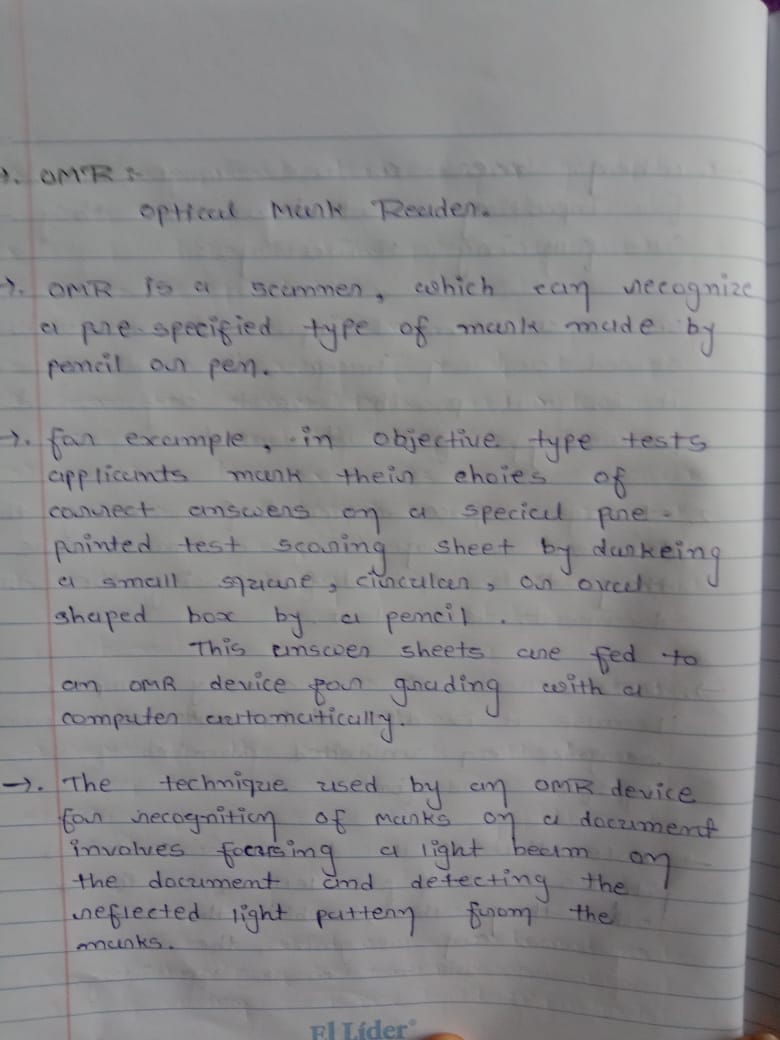 →. OMR :-
Optical Mark Reader.
→. OMR is a scanner, which can recognize
a pre-specified type of mark made by
pencil or pen.
→. for example, in objective type tests
applicants mark their choies of
correct answers on a special pre-
printed test scoring sheet by darkeing
a small square, circular, or oval
shaped box by a pencil.
This answer sheets are fed to
an OMR device for grading with a
computer automatically.
→. The technique used by an OMR device
for recognition of marks on a document
involves focusing a light beam on
the document and detecting the
reflected light pattern from the
marks.
El Líder